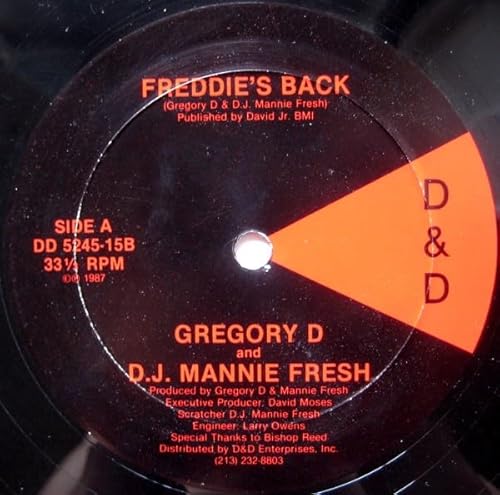 FREDDIE'S BACK
(Gregory D & D.J. Mannie Fresh)
Published by David Jr. BMI
SIDE A
DD 5245-15B
33⅓ RPM
©℗ 1987
D
&
D
GREGORY D
and
D.J. MANNIE FRESH
Produced by Gregory D & Mannie Fresh
Executive Producer: David Moses
Scratcher D.J. Mannie Fresh
Engineer: Larry Owens
Special Thanks to Bishop Reed
Distributed by D&D Enterprises, Inc.
(213) 232-8803